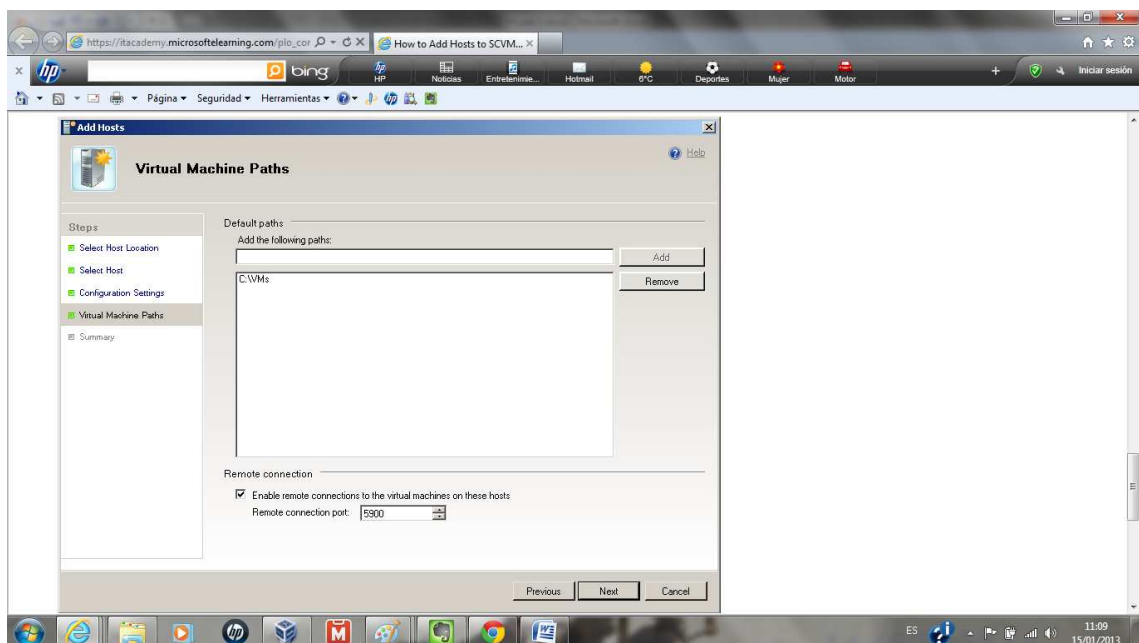 https://itacademy.microsoftelearning.com/plo_cor
How to Add Hosts to SCVM...
hp
bing
HP
Noticias
Entretenimie...
Hotmail
6°C
Deportes
Mujer
Motor
Iniciar sesión
Página
Seguridad
Herramientas
Add Hosts
Virtual Machine Paths
Help
Steps
Select Host Location
Select Host
Configuration Settings
Virtual Machine Paths
Summary
Default paths
Add the following paths:
Add
C:\VMs
Remove
Remote connection
Enable remote connections to the virtual machines on these hosts
Remote connection port: 5900
Previous
Next
Cancel
ES
11:09
15/01/2013